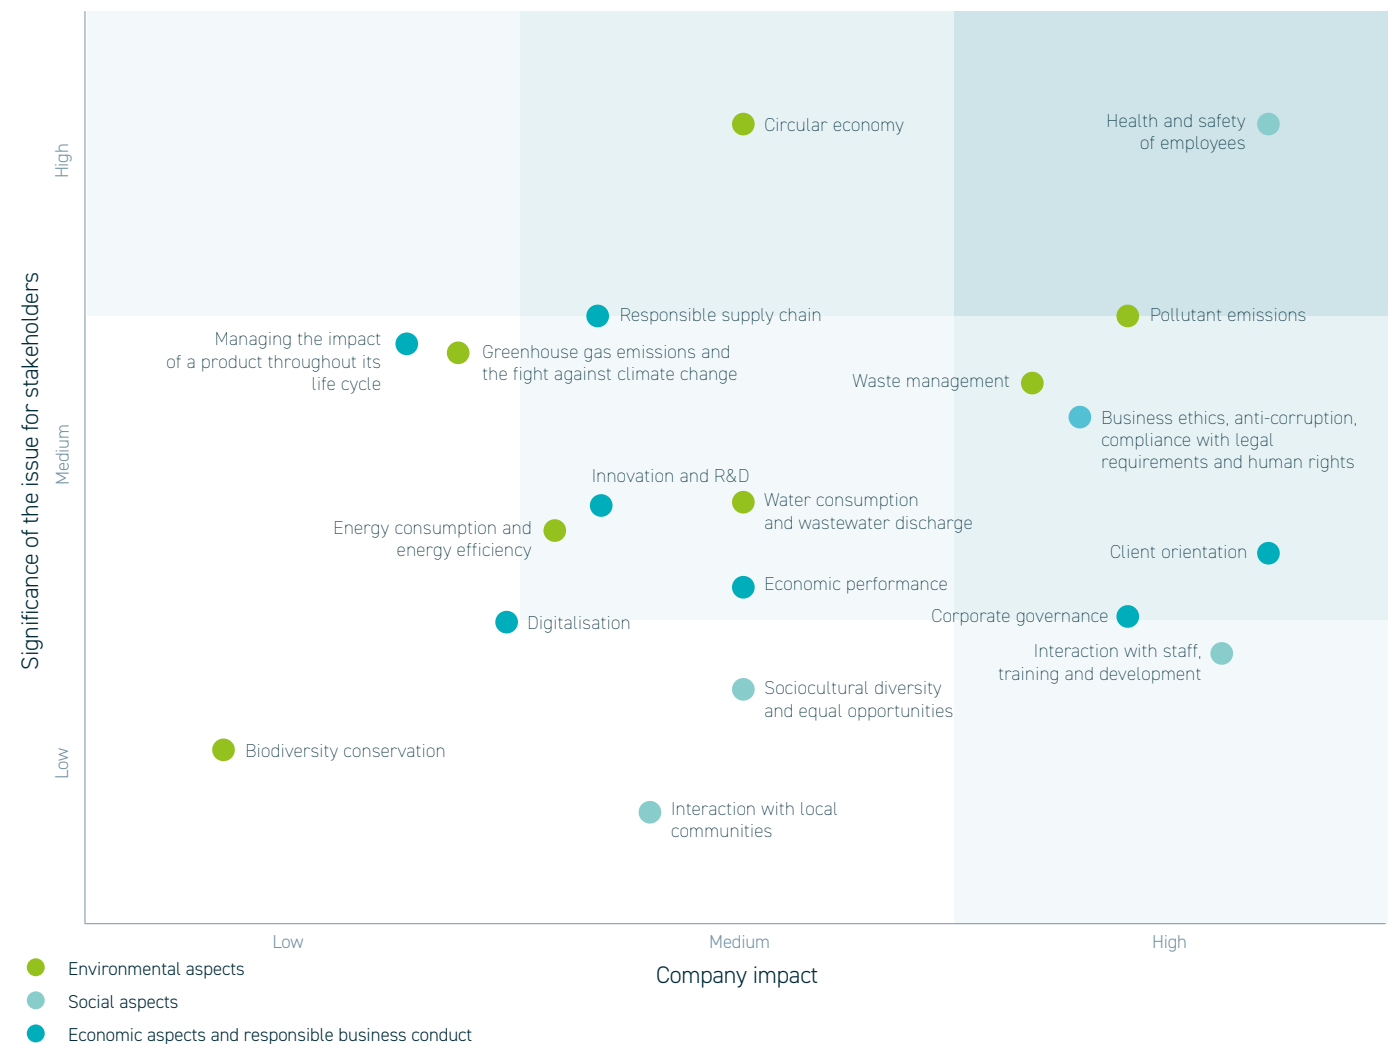 Circular economy
Health and safety
of employees
High
Responsible supply chain
Pollutant emissions
Managing the impact
of a product throughout its
life cycle
Greenhouse gas emissions and
the fight against climate change
Waste management
Business ethics, anti-corruption,
compliance with legal
requirements and human rights
Significance of the issue for stakeholders
Medium
Innovation and R&D
Water consumption
and wastewater discharge
Energy consumption and
energy efficiency
Client orientation
Economic performance
Corporate governance
Digitalisation
Interaction with staff,
training and development
Sociocultural diversity
and equal opportunities
Low
Biodiversity conservation
Interaction with local
communities
Low
Medium
High
Company impact
Environmental aspects
Social aspects
Economic aspects and responsible business conduct